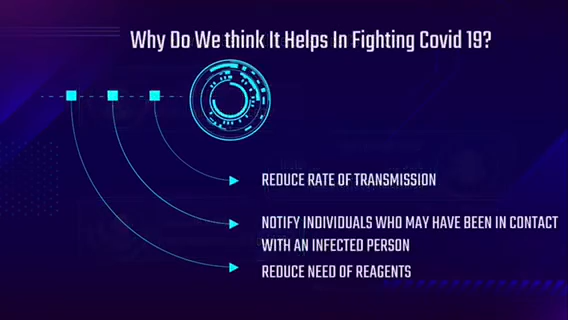 Why Do We think It Helps In Fighting Covid 19?
REDUCE RATE OF TRANSMISSION
NOTIFY INDIVIDUALS WHO MAY HAVE BEEN IN CONTACT
WITH AN INFECTED PERSON
REDUCE NEED OF REAGENTS